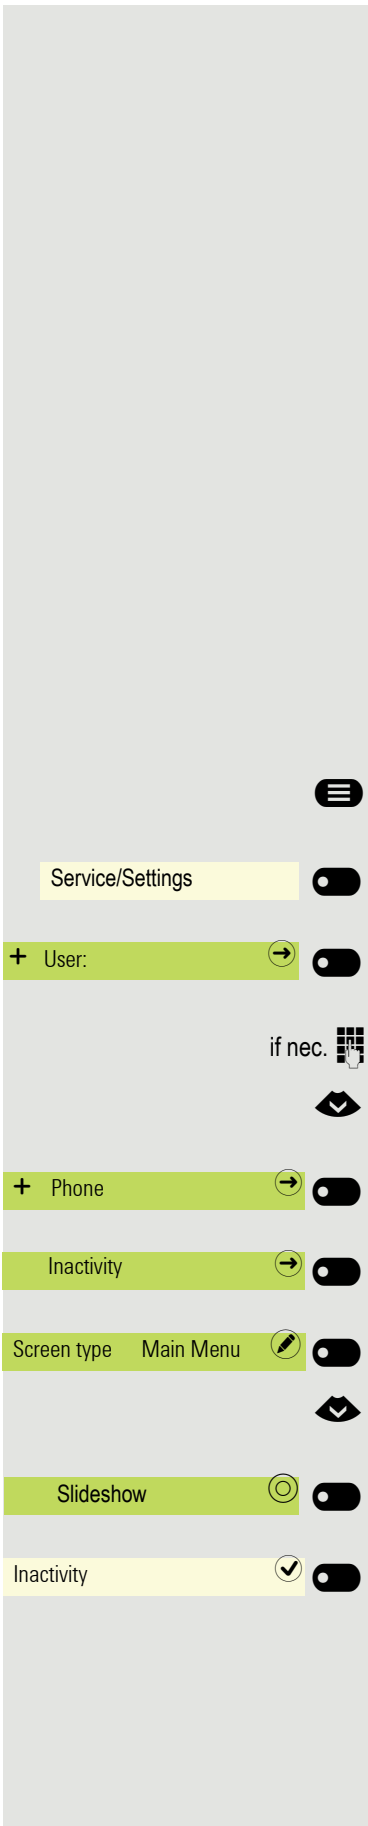 Service/Settings
+ User:
if nec.
+ Phone
Inactivity
Screen type Main Menu
Slideshow
Inactivity